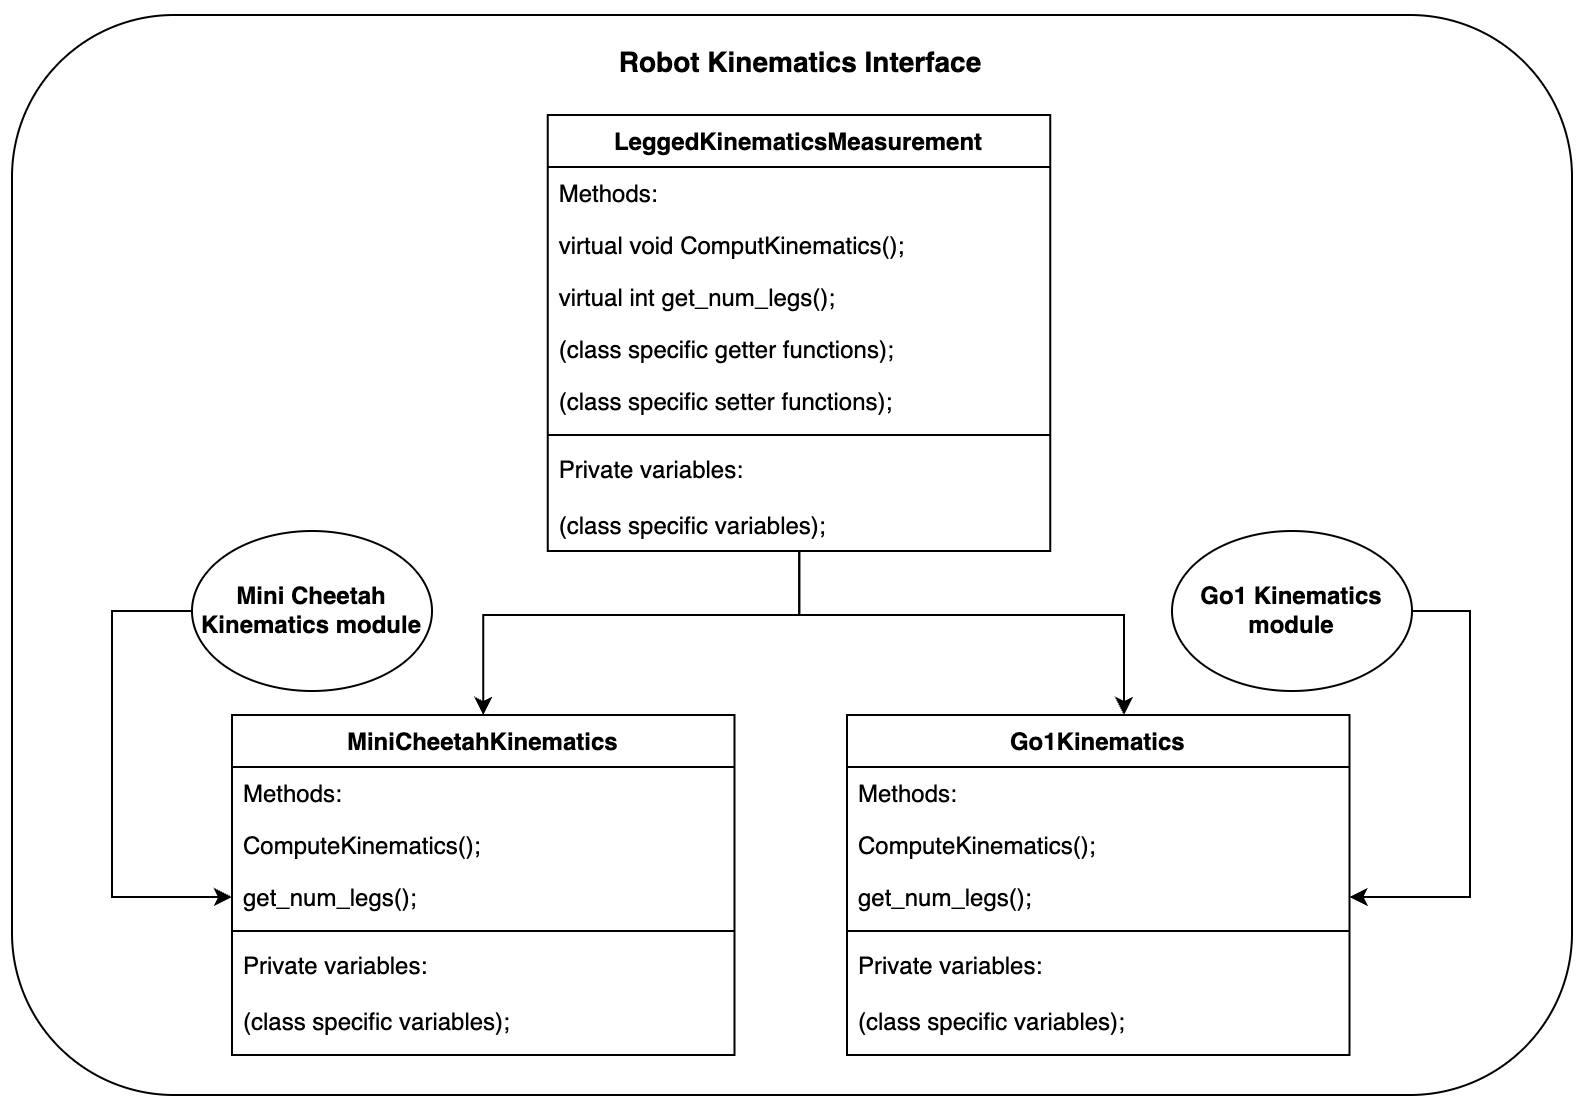 Robot Kinematics Interface
LeggedKinematicsMeasurement
Methods:
virtual void ComputKinematics();
virtual int get_num_legs();
(class specific getter functions);
(class specific setter functions);
Private variables:
(class specific variables);
Mini Cheetah
Kinematics module
Go1 Kinematics
module
MiniCheetahKinematics
Methods:
ComputeKinematics();
get_num_legs();
Private variables:
(class specific variables);
Go1Kinematics
Methods:
ComputeKinematics();
get_num_legs();
Private variables:
(class specific variables);